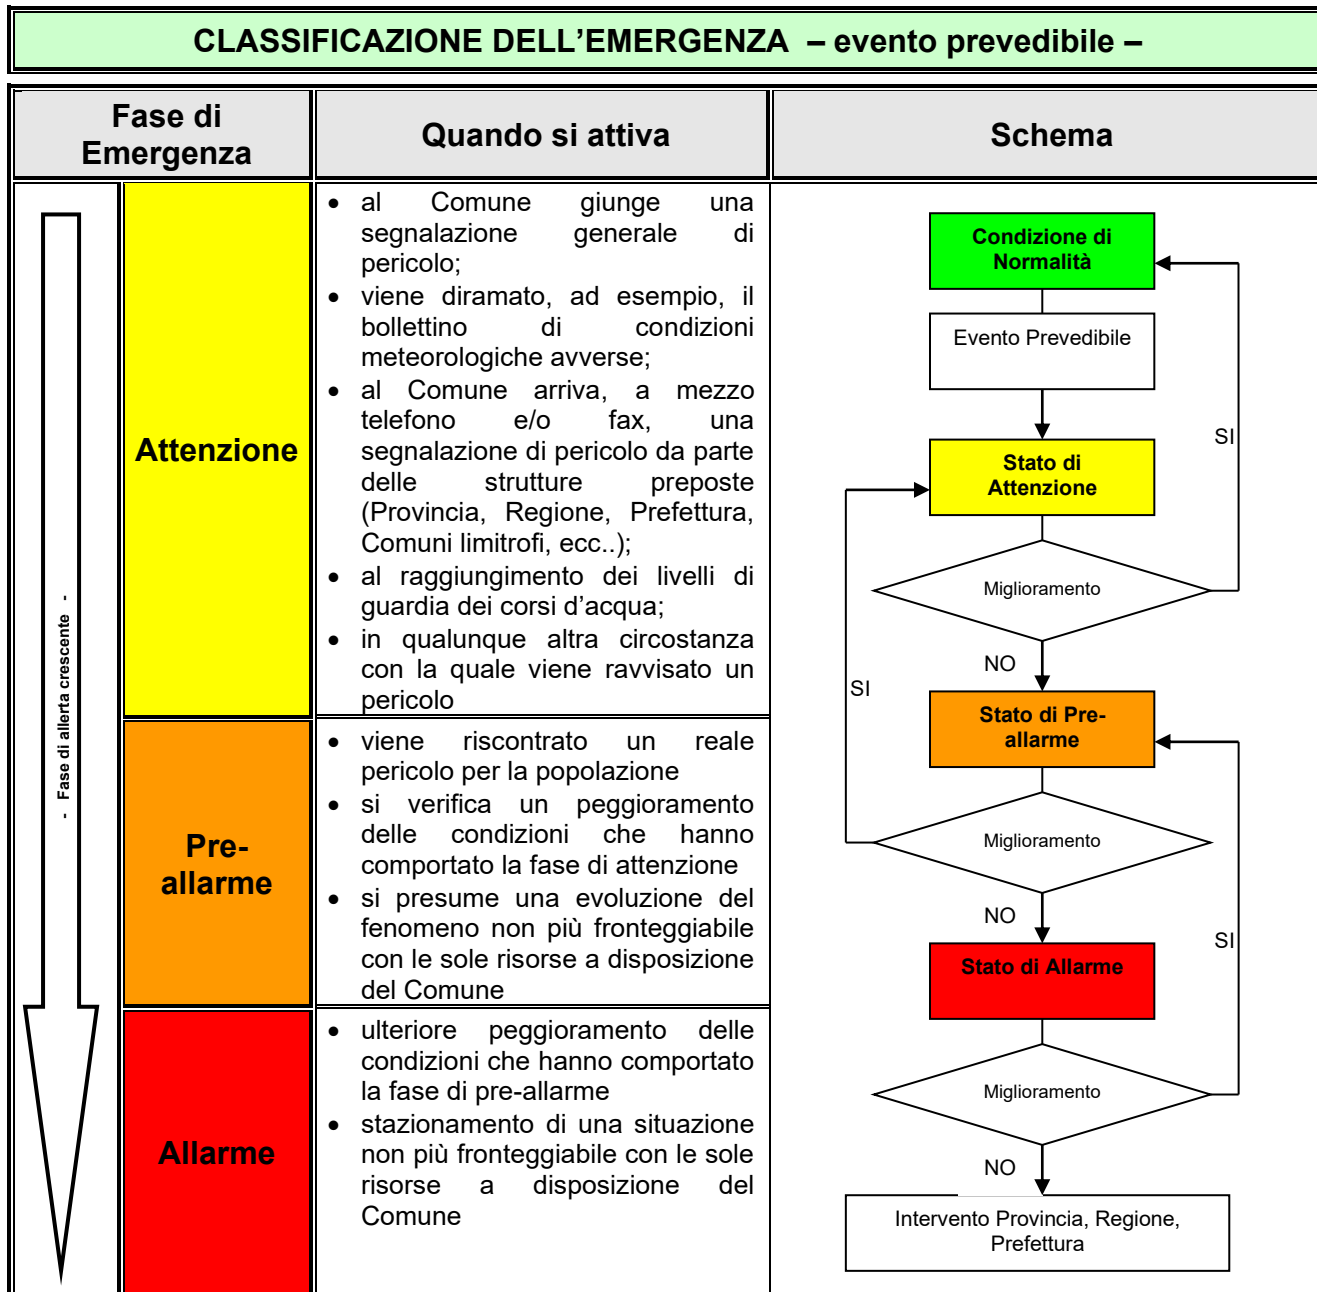 CLASSIFICAZIONE DELL’EMERGENZA – evento prevedibile –
Fase di
Emergenza
Quando si attiva
Schema
- Fase di allerta crescente -
Attenzione
• al Comune giunge una
segnalazione generale di
pericolo;
• viene diramato, ad esempio, il
bollettino di condizioni
meteorologiche avverse;
• al Comune arriva, a mezzo
telefono e/o fax, una
segnalazione di pericolo da parte
delle strutture preposte
(Provincia, Regione, Prefettura,
Comuni limitrofi, ecc..);
• al raggiungimento dei livelli di
guardia dei corsi d’acqua;
• in qualunque altra circostanza
con la quale viene ravvisato un
pericolo
Pre-
allarme
• viene riscontrato un reale
pericolo per la popolazione
• si verifica un peggioramento
delle condizioni che hanno
comportato la fase di attenzione
• si presume una evoluzione del
fenomeno non più fronteggiabile
con le sole risorse a disposizione
del Comune
Allarme
• ulteriore peggioramento delle
condizioni che hanno comportato
la fase di pre-allarme
• stazionamento di una situazione
non più fronteggiabile con le sole
risorse a disposizione del
Comune
Condizione di
Normalità
Evento Prevedibile
SI
Stato di
Attenzione
Miglioramento
NO
SI
Stato di Pre-
allarme
Miglioramento
NO
SI
Stato di Allarme
Miglioramento
NO
Intervento Provincia, Regione,
Prefettura